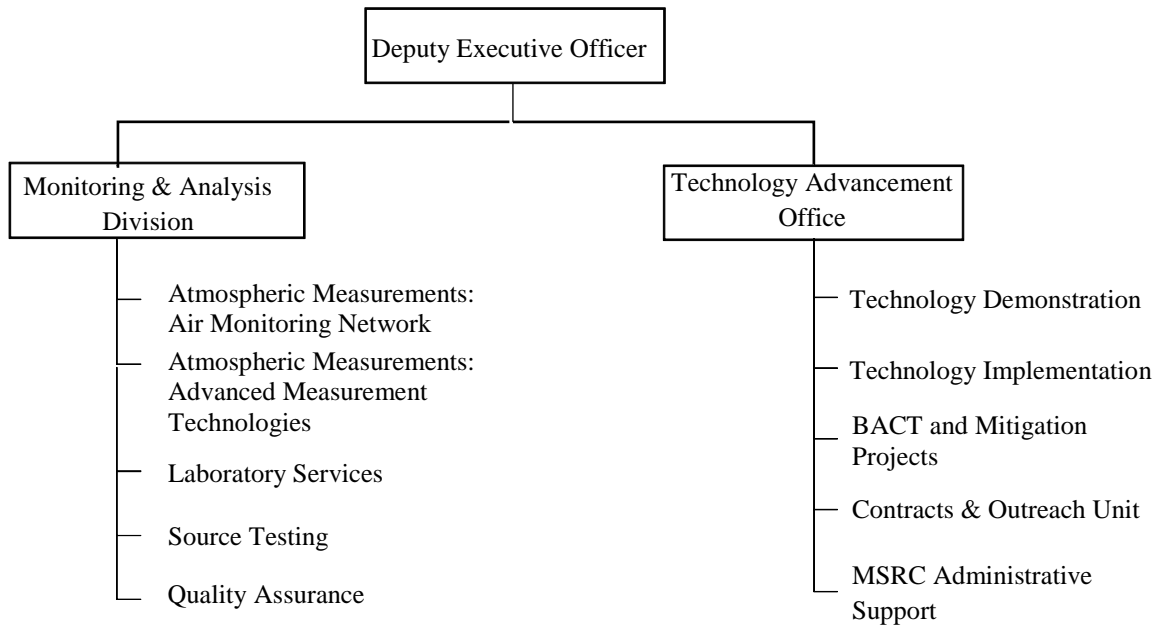 Deputy Executive Officer
Monitoring & Analysis
Division
Atmospheric Measurements:
Air Monitoring Network
Atmospheric Measurements:
Advanced Measurement
Technologies
Laboratory Services
Source Testing
Quality Assurance
Technology Advancement
Office
Technology Demonstration
Technology Implementation
BACT and Mitigation
Projects
Contracts & Outreach Unit
MSRC Administrative
Support